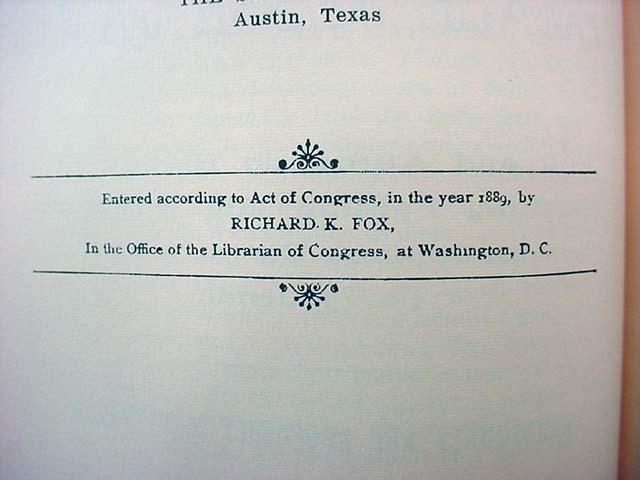 THE S
Austin, Texas
Entered according to Act of Congress, in the year 1889, by
RICHARD K. FOX,
In the Office of the Librarian of Congress, at Washington, D. C.